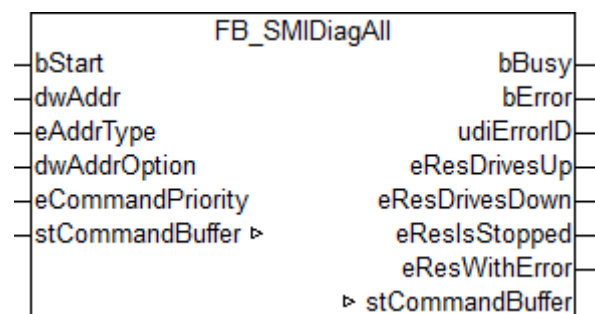 FB_SMIDiagAll
bStart bBusy
dwAddr bError
eAddrType udiErrorID
dwAddrOption eResDrivesUp
eCommandPriority eResDrivesDown
stCommandBuffer ▹ eResIsStopped
eResWithError
▹ stCommandBuffer